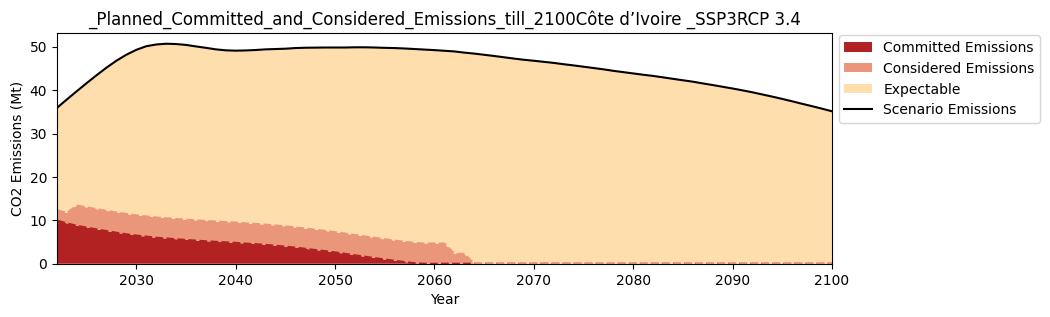 _Planned_Committed_and_Considered_Emissions_till_2100Côte d’Ivoire _SSP3RCP 3.4
CO2 Emissions (Mt)
50
40
30
20
10
0
2030 2040 2050 2060 2070 2080 2090 2100
Year
Committed Emissions
Considered Emissions
Expectable
Scenario Emissions